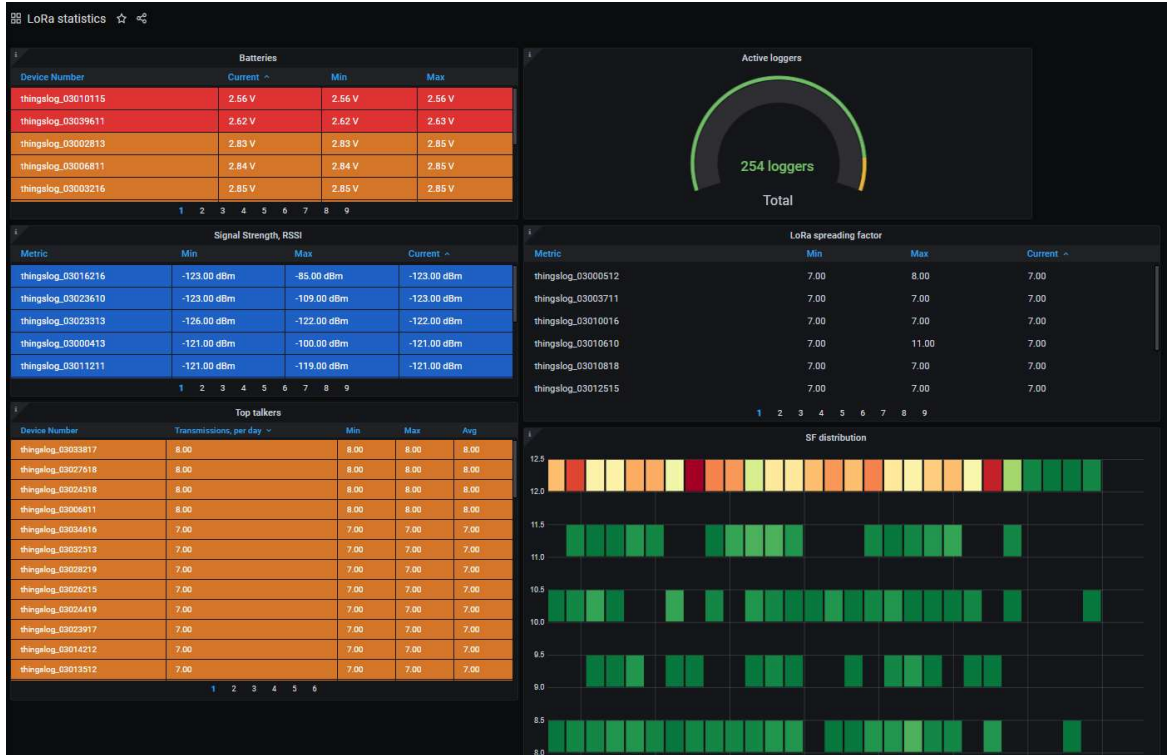 LoRa statistics
Batteries
Device Number Current Min Max
thingslog_03010115 2.56 V 2.56 V 2.56 V
thingslog_03039611 2.62 V 2.62 V 2.63 V
thingslog_03002813 2.83 V 2.83 V 2.85 V
thingslog_03006811 2.84 V 2.84 V 2.85 V
thingslog_03003216 2.85 V 2.85 V 2.85 V
1 2 3 4 5 6 7 8 9
Active loggers
254 loggers
Total
Signal Strength, RSSI
Metric Min Max Current
thingslog_03016216 -123.00 dBm -85.00 dBm -123.00 dBm
thingslog_03023610 -123.00 dBm -109.00 dBm -123.00 dBm
thingslog_03023313 -126.00 dBm -122.00 dBm -122.00 dBm
thingslog_03000413 -121.00 dBm -100.00 dBm -121.00 dBm
thingslog_03011211 -121.00 dBm -119.00 dBm -121.00 dBm
1 2 3 4 5 6 7 8 9
LoRa spreading factor
Metric Min Max Current
thingslog_03000512 7.00 8.00 7.00
thingslog_03003711 7.00 7.00 7.00
thingslog_03010016 7.00 7.00 7.00
thingslog_03010610 7.00 11.00 7.00
thingslog_03010818 7.00 7.00 7.00
thingslog_03012515 7.00 7.00 7.00
1 2 3 4 5 6 7 8 9
Top talkers
Device Number Transmissions, per day Min Max Avg
thingslog_03033817 8.00 8.00 8.00 8.00
thingslog_03027618 8.00 8.00 8.00 8.00
thingslog_03024518 8.00 8.00 8.00 8.00
thingslog_03006811 8.00 8.00 8.00 8.00
thingslog_03034616 7.00 7.00 7.00 7.00
thingslog_03032513 7.00 7.00 7.00 7.00
thingslog_03028219 7.00 7.00 7.00 7.00
thingslog_03026215 7.00 7.00 7.00 7.00
thingslog_03024419 7.00 7.00 7.00 7.00
thingslog_03023917 7.00 7.00 7.00 7.00
thingslog_03014212 7.00 7.00 7.00 7.00
thingslog_03013512 7.00 7.00 7.00 7.00
1 2 3 4 5 6
SF distribution
12.5
12.0
11.5
11.0
10.5
10.0
9.5
9.0
8.5
8.0